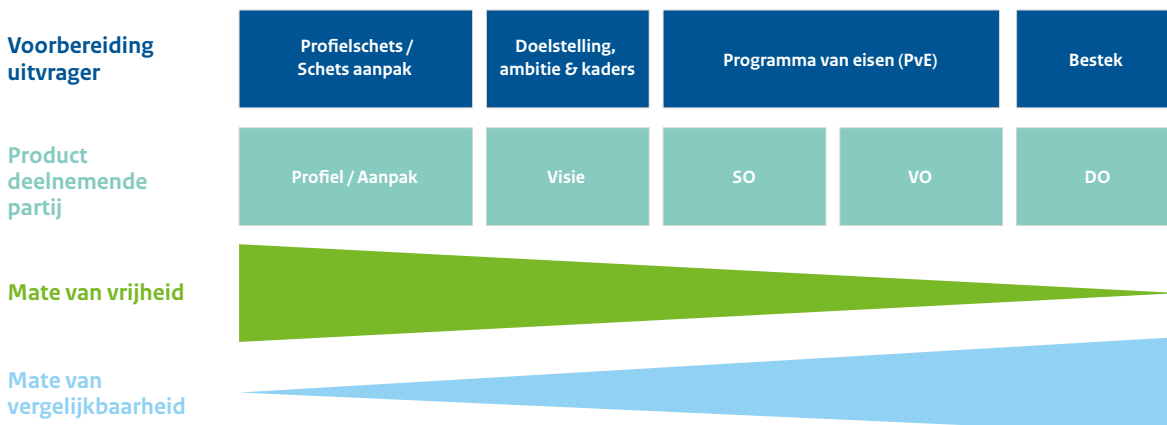 Voorbereiding
uitvrager
Profielschets /
Schets aanpak
Doelstelling,
ambitie & kaders
Programma van eisen (PvE)
Bestek
Product
deelnemende
partij
Profiel / Aanpak
Visie
SO
VO
DO
Mate van vrijheid
Mate van
vergelijkbaarheid